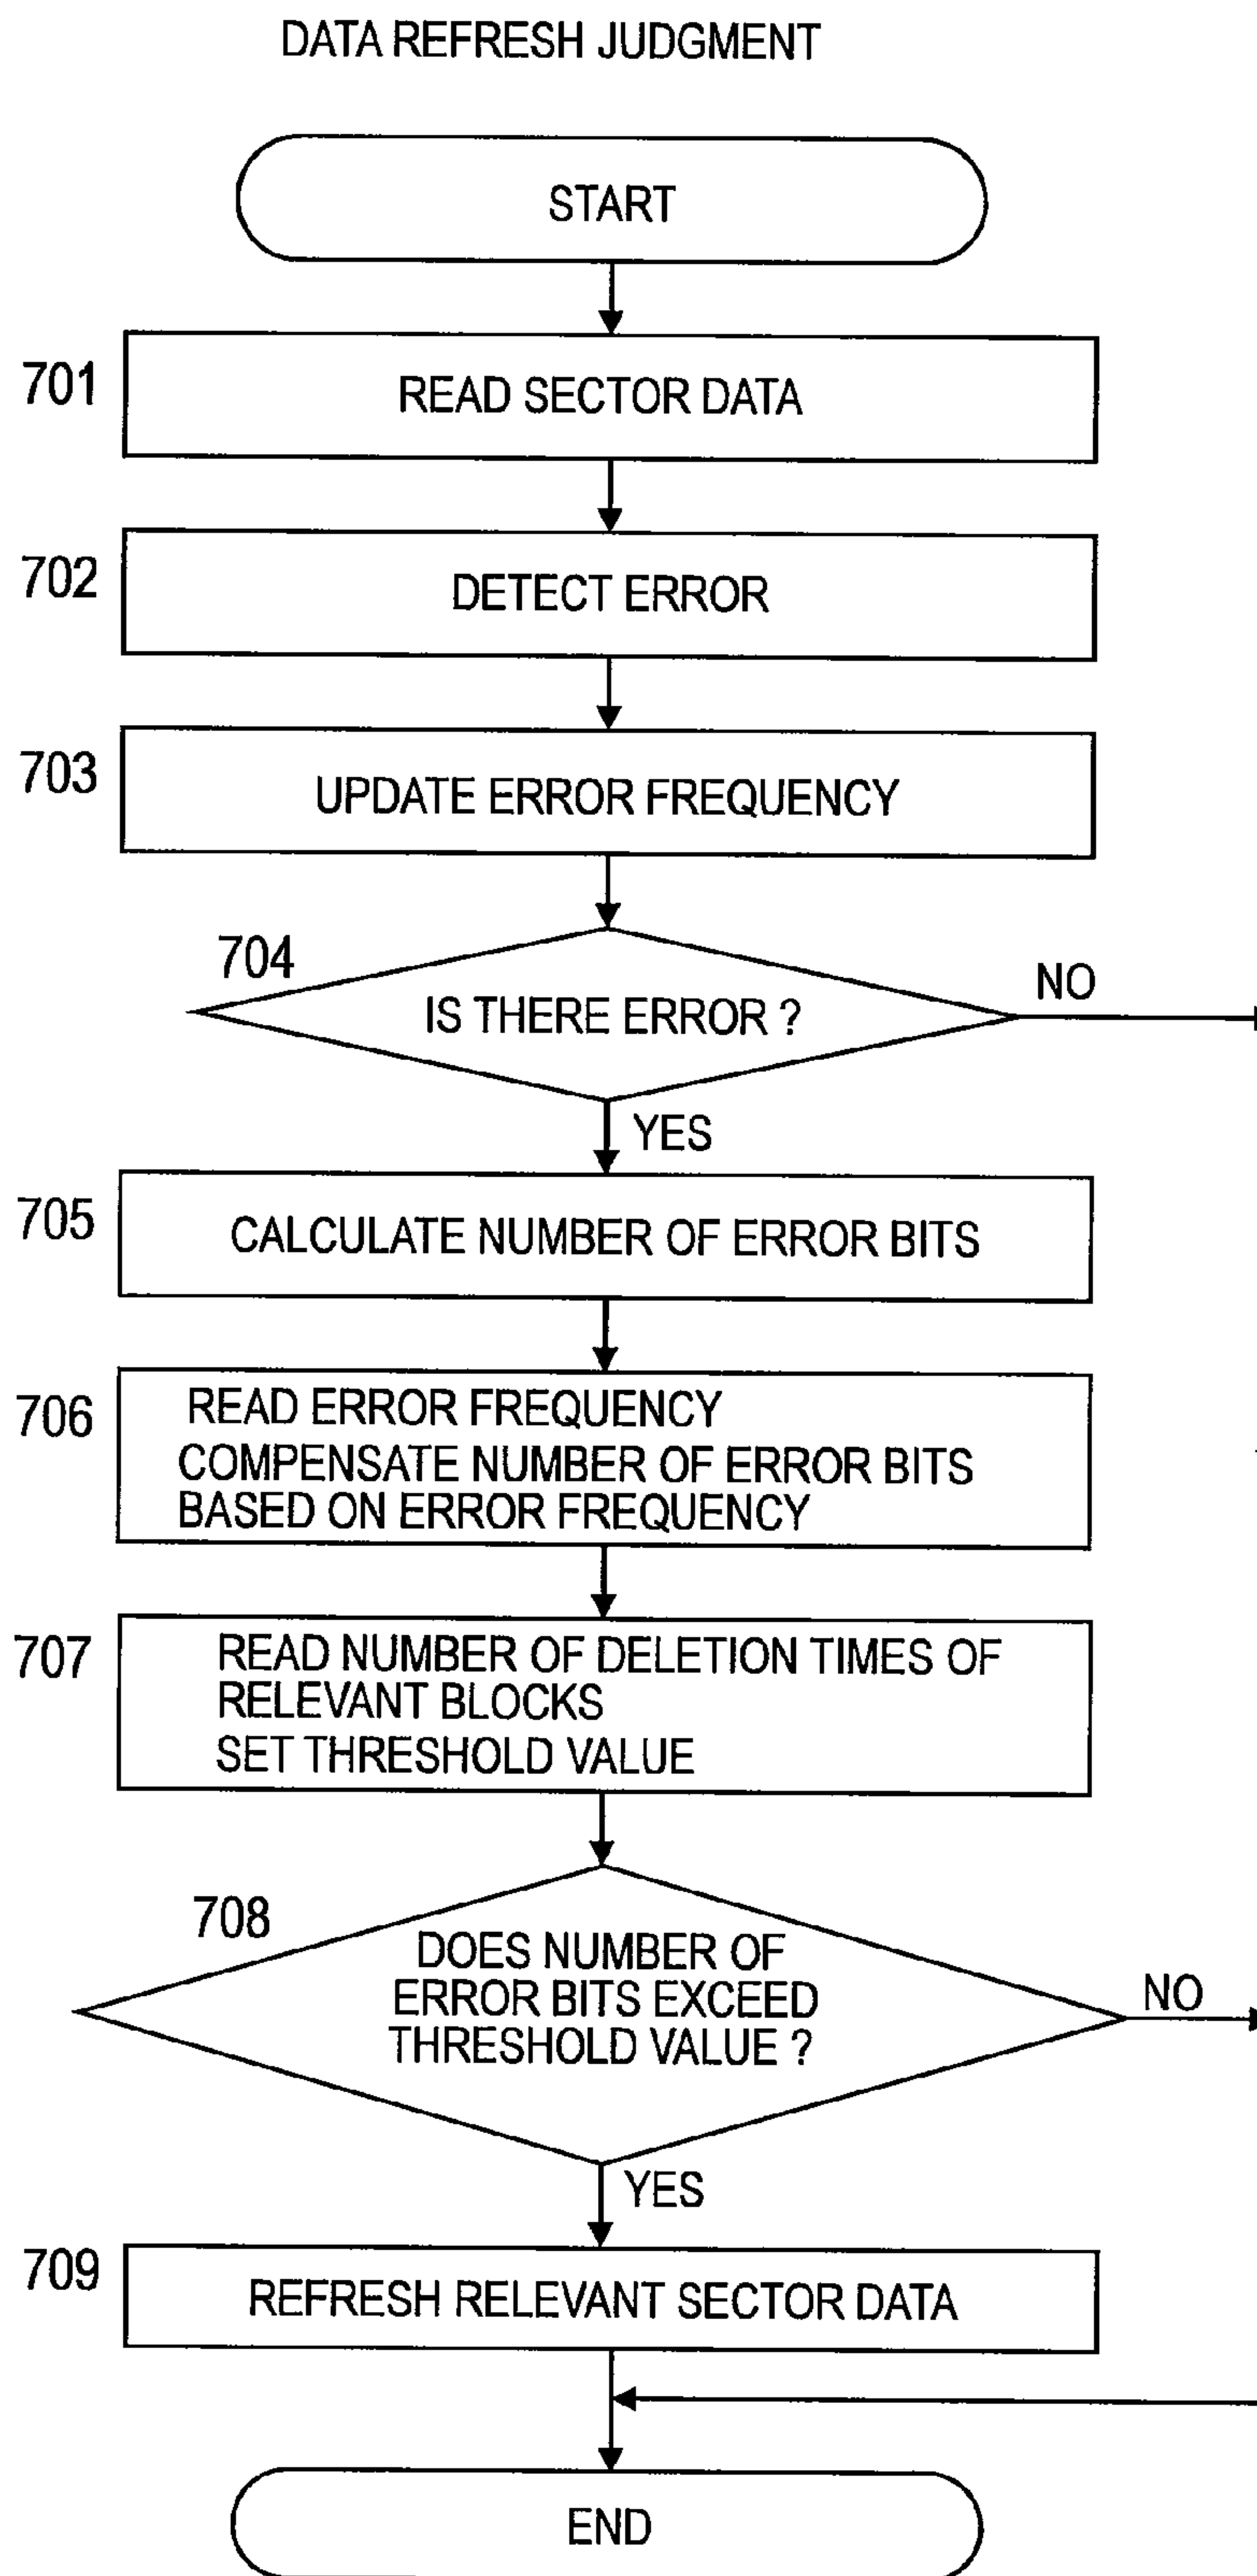 DATA REFRESH JUDGMENT
START
701
READ SECTOR DATA
702
DETECT ERROR
703
UPDATE ERROR FREQUENCY
704
IS THERE ERROR ?
NO
YES
705
CALCULATE NUMBER OF ERROR BITS
706
READ ERROR FREQUENCY
COMPENSATE NUMBER OF ERROR BITS
BASED ON ERROR FREQUENCY
707
READ NUMBER OF DELETION TIMES OF
RELEVANT BLOCKS
SET THRESHOLD VALUE
708
DOES NUMBER OF
ERROR BITS EXCEED
THRESHOLD VALUE ?
NO
YES
709
REFRESH RELEVANT SECTOR DATA
END